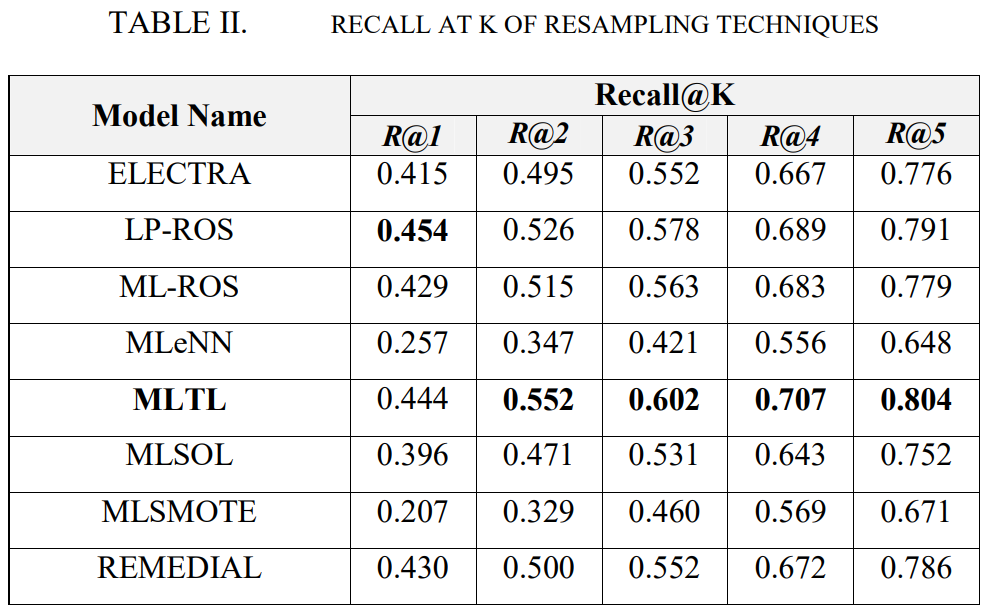 TABLE II. RECALL AT K OF RESAMPLING TECHNIQUES
Model Name Recall@K
R@1 R@2 R@3 R@4 R@5
ELECTRA 0.415 0.495 0.552 0.667 0.776
LP-ROS 0.454 0.526 0.578 0.689 0.791
ML-ROS 0.429 0.515 0.563 0.683 0.779
MLeNN 0.257 0.347 0.421 0.556 0.648
MLTL 0.444 0.552 0.602 0.707 0.804
MLSOL 0.396 0.471 0.531 0.643 0.752
MLSMOTE 0.207 0.329 0.460 0.569 0.671
REMEDIAL 0.430 0.500 0.552 0.672 0.786